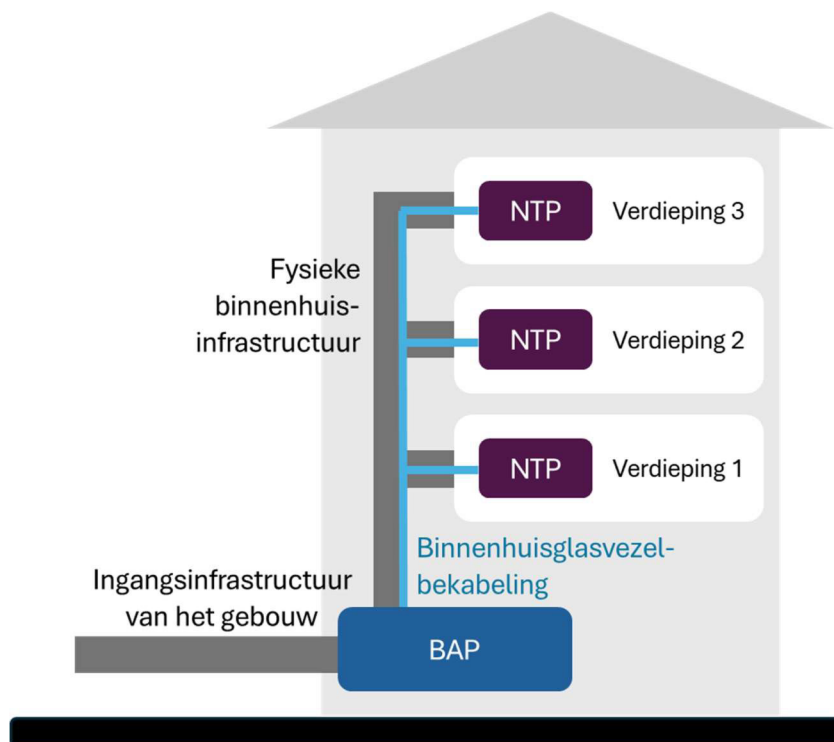 NTP
Verdieping 3
Fysieke
binnenhuis-
infrastructuur
NTP
Verdieping 2
NTP
Verdieping 1
Binnenhuisglasvezel-
bekabeling
Ingangsinfrastructuur
van het gebouw
BAP